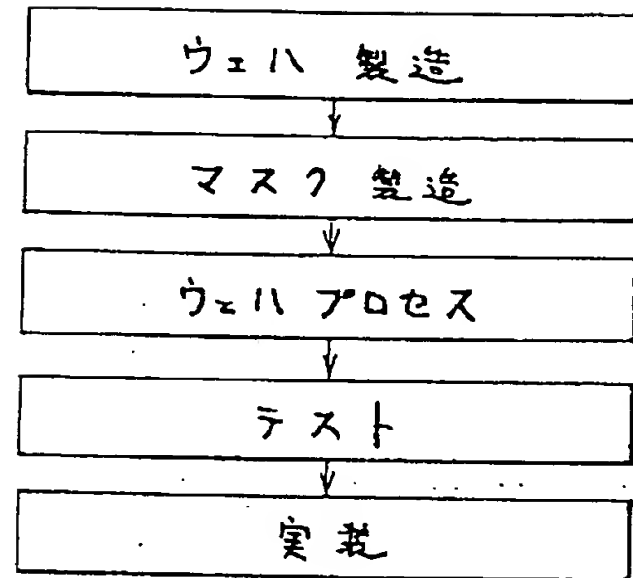 ウェハ 製造
マスク 製造
ウェハ プロセス
テスト
実装